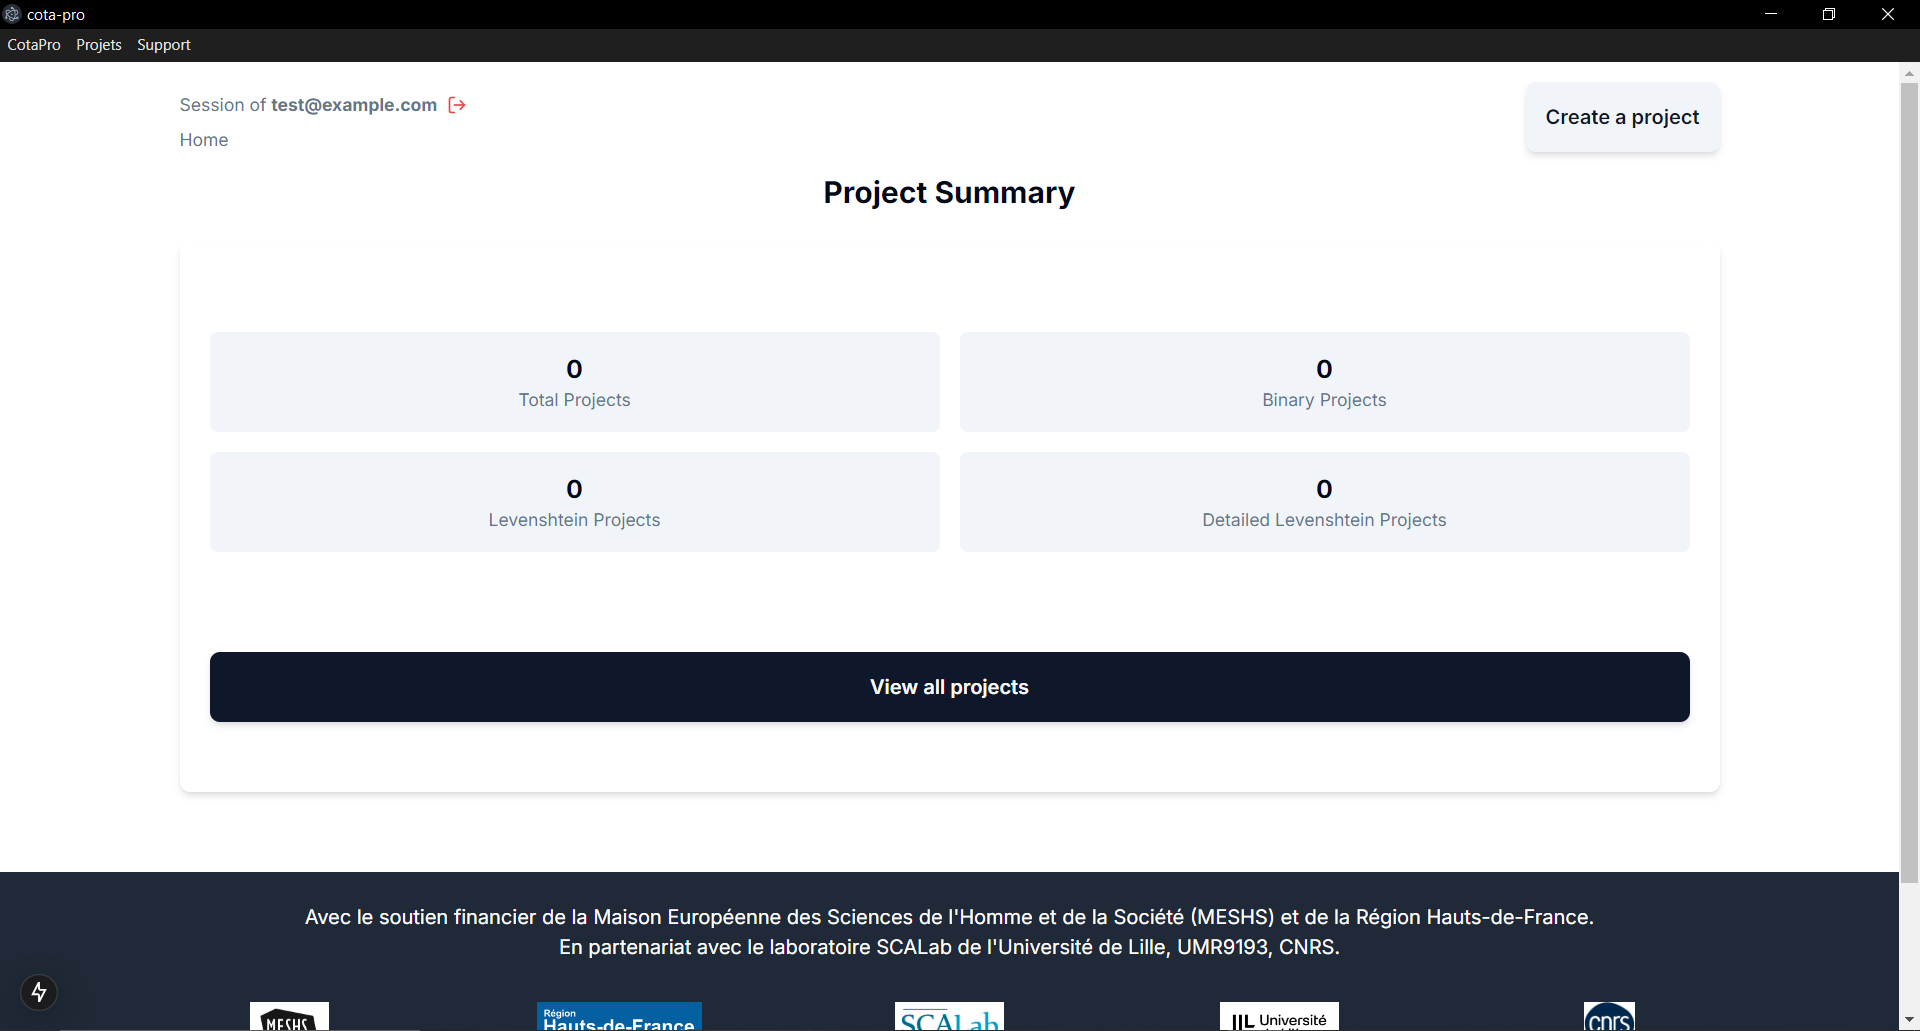 cota-pro
CotaPro Projets Support
Session of test@example.com
Create a project
Home
Project Summary
0
Total Projects
0
Binary Projects
0
Levenshtein Projects
0
Detailed Levenshtein Projects
View all projects
Avec le soutien financier de la Maison Européenne des Sciences de l'Homme et de la Société (MESHS) et de la Région Hauts-de-France.
En partenariat avec le laboratoire SCALab de l'Université de Lille, UMR9193, CNRS.
MESHS
Région
Hauts-de-France
SCALab
Université
cnrs